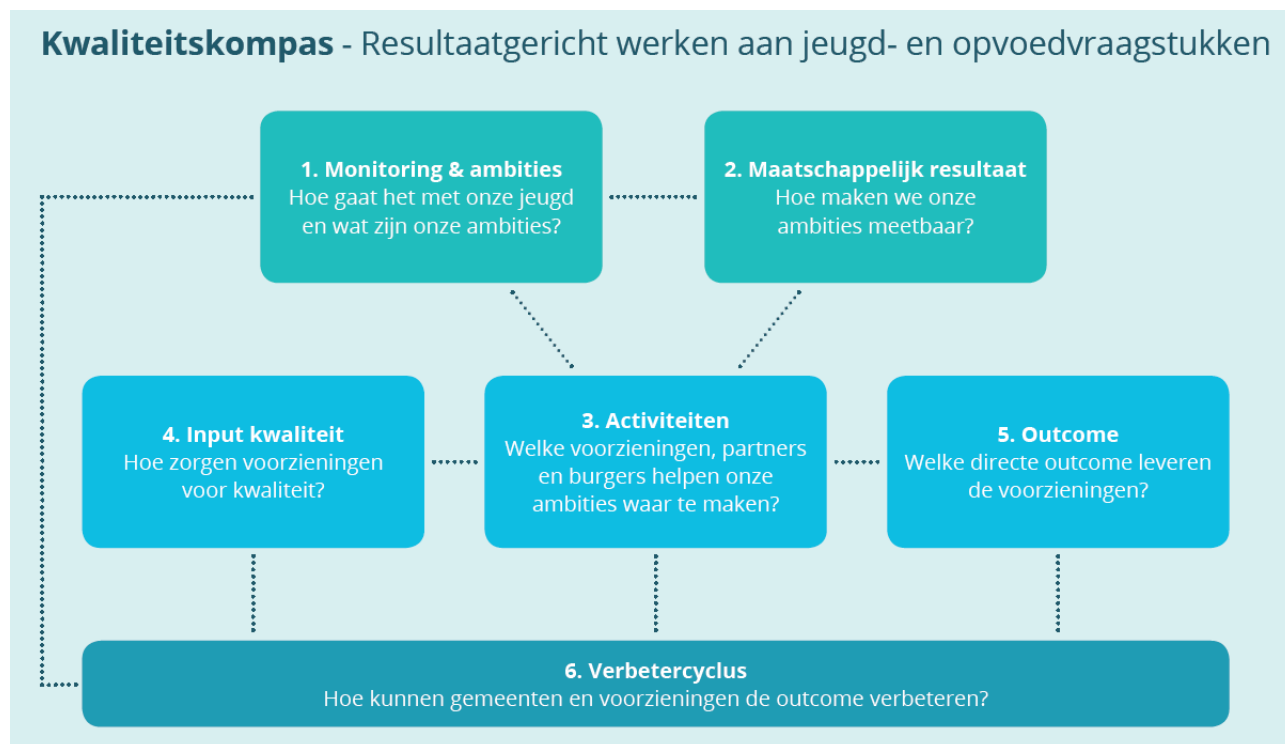 Kwaliteitskompas - Resultaatgericht werken aan jeugd- en opvoedvraagstukken
1. Monitoring & ambities
Hoe gaat het met onze jeugd
en wat zijn onze ambities?
2. Maatschappelijk resultaat
Hoe maken we onze
ambities meetbaar?
4. Input kwaliteit
Hoe zorgen voorzieningen
voor kwaliteit?
3. Activiteiten
Welke voorzieningen, partners
en burgers helpen onze
ambities waar te maken?
5. Outcome
Welke directe outcome leveren
de voorzieningen?
6. Verbetercyclus
Hoe kunnen gemeenten en voorzieningen de outcome verbeteren?